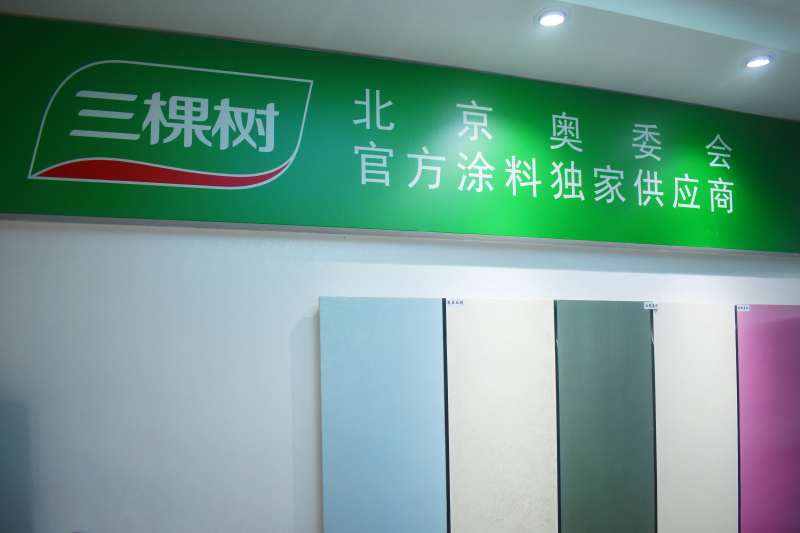 三棵树
北京奥委会
官方涂料独家供应商